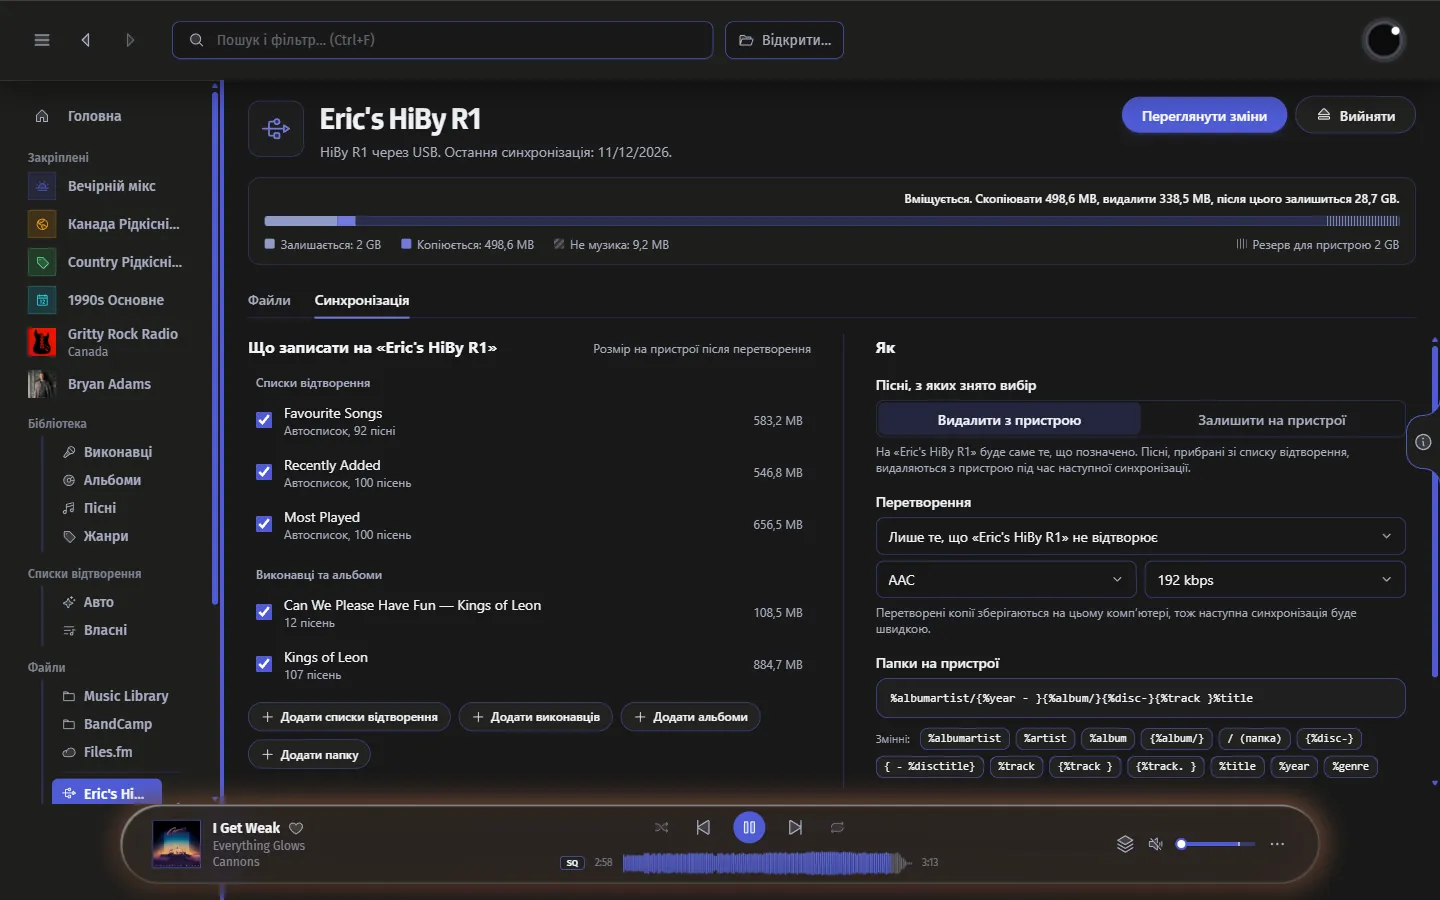 Пошук і фільтр... (Ctrl+F)
Відкрити...
Головна
Закріплені
Вечірній мікс
Канада Рідкісні...
Country Рідкісні...
1990s Основне
Gritty Rock Radio
Canada
Bryan Adams
Бібліотека
Виконавці
Альбоми
Пісні
Жанри
Списки відтворення
Авто
Власні
Файли
Music Library
BandCamp
Files.fm
Eric's Hi...
Eric's HiBy R1
HiBy R1 через USB. Остання синхронізація: 11/12/2026.
Переглянути зміни
Вийняти
Вміщується. Скопіювати 498,6 MB, видалити 338,5 MB, після цього залишиться 28,7 GB.
Залишається: 2 GB
Копіюється: 498,6 MB
Не музика: 9,2 MB
Резерв для пристрою 2 GB
Файли
Синхронізація
Що записати на «Eric's HiBy R1»
Розмір на пристрої після перетворення
Списки відтворення
Favourite Songs
Автосписок, 92 пісні
583,2 MB
Recently Added
Автосписок, 100 пісень
546,8 MB
Most Played
Автосписок, 100 пісень
656,5 MB
Виконавці та альбоми
Can We Please Have Fun — Kings of Leon
12 пісень
108,5 MB
Kings of Leon
107 пісень
884,7 MB
Додати списки відтворення
Додати виконавців
Додати альбоми
Додати папку
Як
Пісні, з яких знято вибір
Видалити з пристрою
Залишити на пристрої
На «Eric's HiBy R1» буде саме те, що позначено. Пісні, прибрані зі списку відтворення,
видаляються з пристрою під час наступної синхронізації.
Перетворення
Лише те, що «Eric's HiBy R1» не відтворює
AAC
192 kbps
Перетворені копії зберігаються на цьому комп'ютері, тож наступна синхронізація буде
швидкою.
Папки на пристрої
%albumartist/{%year - }{%album/}{%disc-}{%track }%title
Змінні:
%albumartist
%artist
%album
{%album/}
/ (папка)
{%disc-}
{ - %disctitle}
%track
{%track }
{%track. }
%title
%year
%genre
I Get Weak
Everything Glows
Cannons
SQ
2:58
3:13